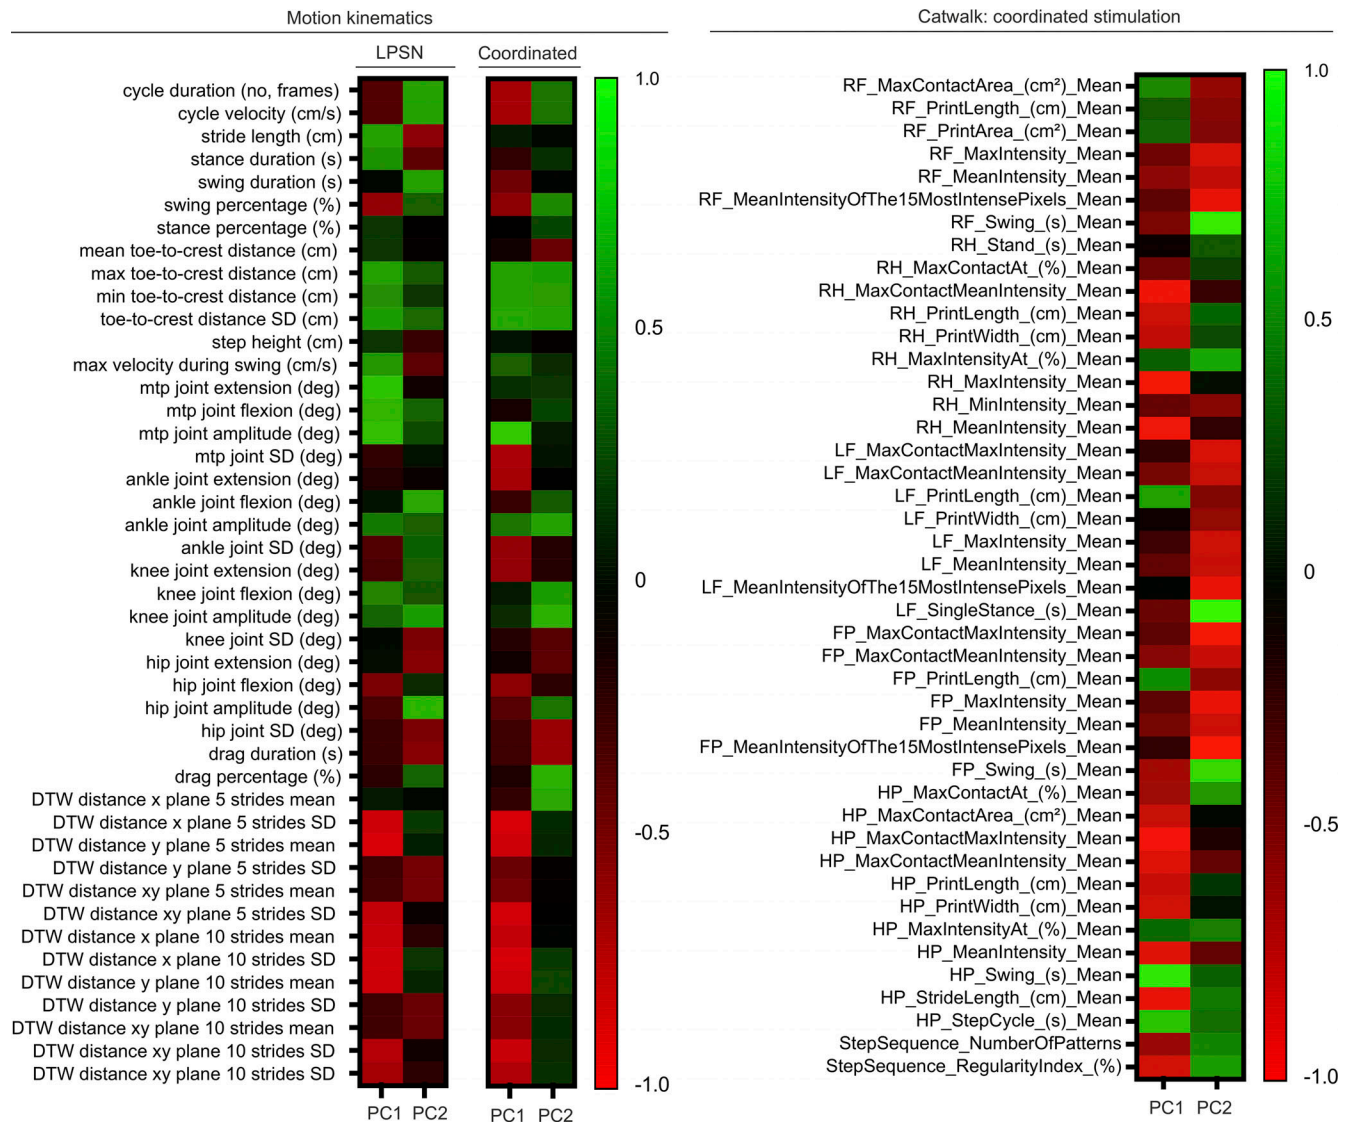 Motion kinematics
LPSN
Coordinated
cycle duration (no, frames)
cycle velocity (cm/s)
stride length (cm)
stance duration (s)
swing duration (s)
swing percentage (%)
stance percentage (%)
mean toe-to-crest distance (cm)
max toe-to-crest distance (cm)
min toe-to-crest distance (cm)
toe-to-crest distance SD (cm)
step height (cm)
max velocity during swing (cm/s)
mtp joint extension (deg)
mtp joint flexion (deg)
mtp joint amplitude (deg)
mtp joint SD (deg)
ankle joint extension (deg)
ankle joint flexion (deg)
ankle joint amplitude (deg)
ankle joint SD (deg)
knee joint extension (deg)
knee joint flexion (deg)
knee joint amplitude (deg)
knee joint SD (deg)
hip joint extension (deg)
hip joint flexion (deg)
hip joint amplitude (deg)
hip joint SD (deg)
drag duration (s)
drag percentage (%)
DTW distance x plane 5 strides mean
DTW distance x plane 5 strides SD
DTW distance y plane 5 strides mean
DTW distance y plane 5 strides SD
DTW distance xy plane 5 strides mean
DTW distance xy plane 5 strides SD
DTW distance x plane 10 strides mean
DTW distance x plane 10 strides SD
DTW distance y plane 10 strides mean
DTW distance y plane 10 strides SD
DTW distance xy plane 10 strides mean
DTW distance xy plane 10 strides SD
DTW distance xy plane 10 strides SD
PC1 PC2
PC1 PC2
1.0
0.5
0
-0.5
-1.0
Catwalk: coordinated stimulation
RF_MaxContactArea_(cm²)_Mean
RF_PrintLength_(cm)_Mean
RF_PrintArea_(cm²)_Mean
RF_MaxIntensity_Mean
RF_MeanIntensity_Mean
RF_MeanIntensityOfThe15MostIntensePixels_Mean
RF_Swing_(s)_Mean
RH_Stand_(s)_Mean
RH_MaxContactAt_(%)_Mean
RH_MaxContactMeanIntensity_Mean
RH_PrintLength_(cm)_Mean
RH_PrintWidth_(cm)_Mean
RH_MaxIntensityAt_(%)_Mean
RH_MaxIntensity_Mean
RH_MinIntensity_Mean
RH_MeanIntensity_Mean
LF_MaxContactMaxIntensity_Mean
LF_MaxContactMeanIntensity_Mean
LF_PrintLength_(cm)_Mean
LF_PrintWidth_(cm)_Mean
LF_MaxIntensity_Mean
LF_MeanIntensity_Mean
LF_MeanIntensityOfThe15MostIntensePixels_Mean
LF_SingleStance_(s)_Mean
FP_MaxContactMaxIntensity_Mean
FP_MaxContactMeanIntensity_Mean
FP_PrintLength_(cm)_Mean
FP_MaxIntensity_Mean
FP_MeanIntensity_Mean
FP_MeanIntensityOfThe15MostIntensePixels_Mean
FP_Swing_(s)_Mean
HP_MaxContactAt_(%)_Mean
HP_MaxContactArea_(cm²)_Mean
HP_MaxContactMaxIntensity_Mean
HP_MaxContactMeanIntensity_Mean
HP_PrintLength_(cm)_Mean
HP_PrintWidth_(cm)_Mean
HP_MaxIntensityAt_(%)_Mean
HP_MeanIntensity_Mean
HP_Swing_(s)_Mean
HP_StrideLength_(cm)_Mean
HP_StepCycle_(s)_Mean
StepSequence_NumberOfPatterns
StepSequence_RegularityIndex_(%)
PC1 PC2
1.0
0.5
0
-0.5
-1.0